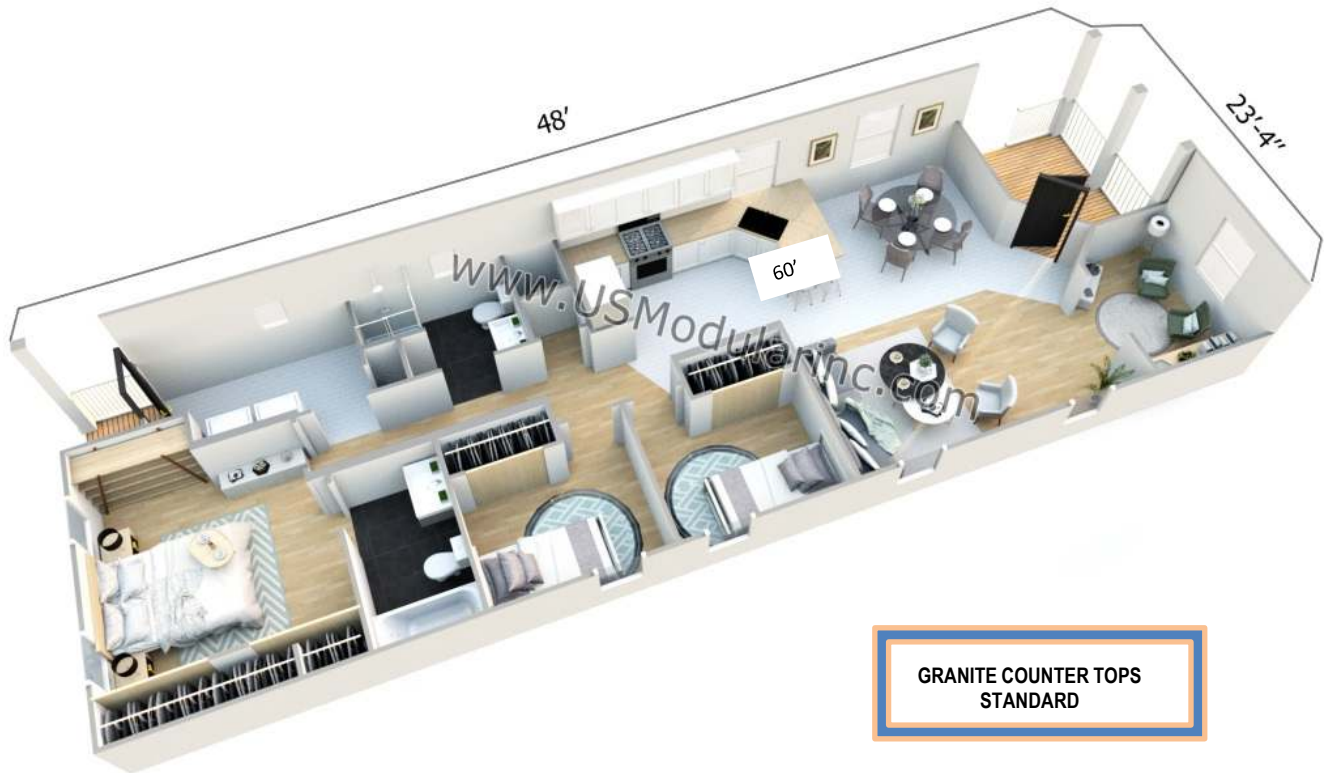 48'
23'-4"
60'
www.USModularinc.com
GRANITE COUNTER TOPS
STANDARD